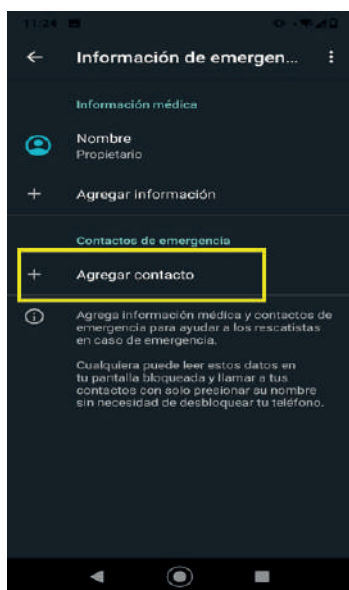 11:24
Información de emergen...
Información médica
Nombre
Propietario
Agregar información
Contactos de emergencia
Agregar contacto
Agrega información médica y contactos de
emergencia para ayudar a los rescatistas
en caso de emergencia.
Cualquiera puede leer estos datos en
tu pantalla bloqueada y llamar a tus
contactos con solo presionar su nombre
sin necesidad de desbloquear tu teléfono.